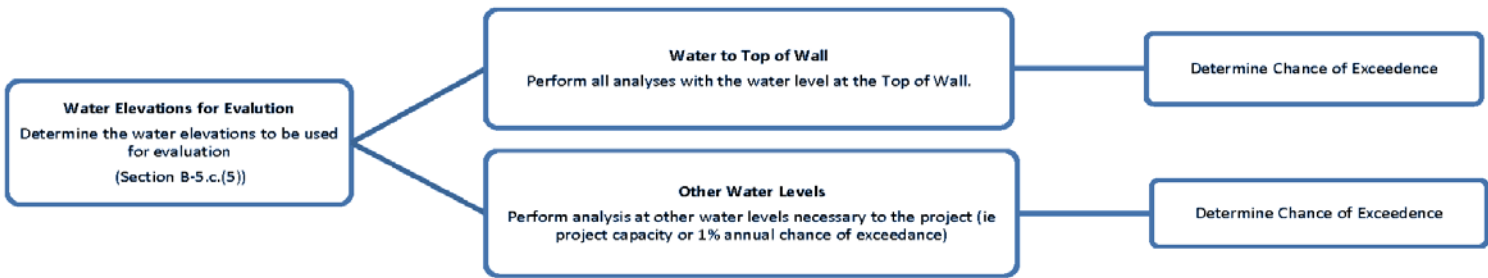 Water Elevations for Evalution
Determine the water elevations to be used
for evaluation
(Section B-5.c.(5))
Water to Top of Wall
Perform all analyses with the water level at the Top of Wall.
Determine Chance of Exceedence
Other Water Levels
Perform analysis at other water levels necessary to the project (ie
project capacity or 1% annual chance of exceedance)
Determine Chance of Exceedence